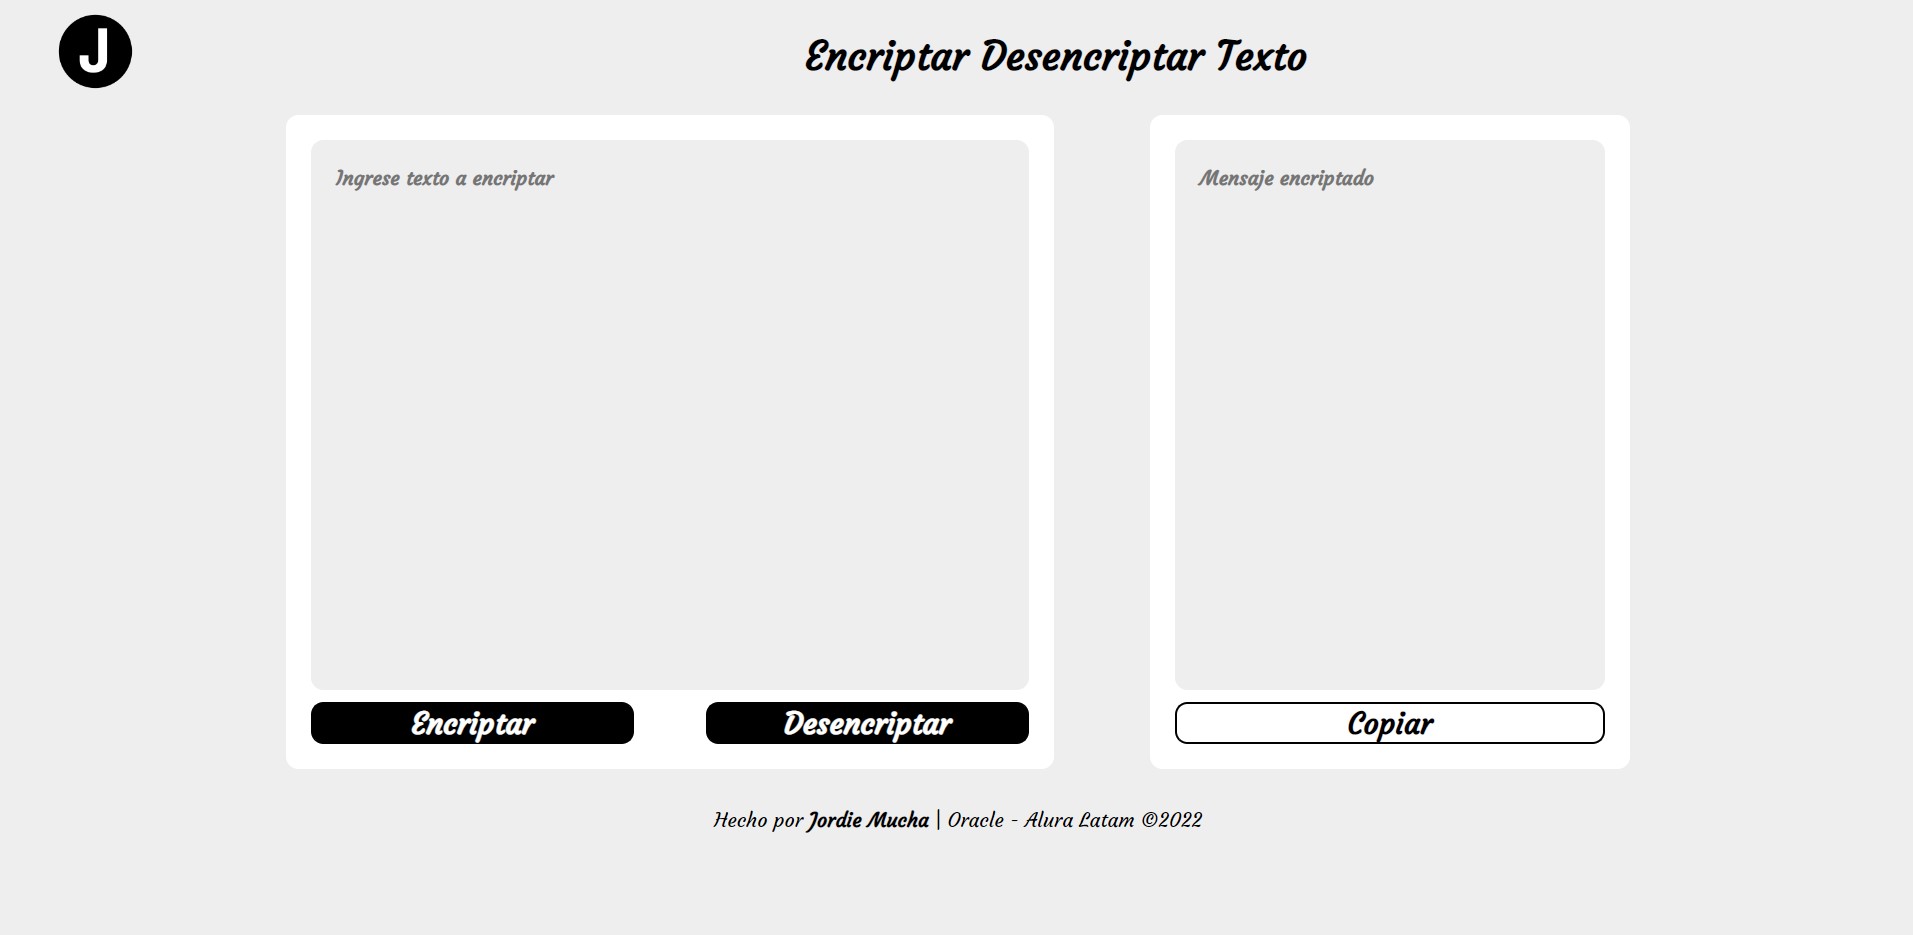 J
Encriptar Desencriptar Texto
Ingrese texto a encriptar
Mensaje encriptado
Encriptar
Desencriptar
Copiar
Hecho por Jordie Mucha | Oracle - Alura Latam ©2022